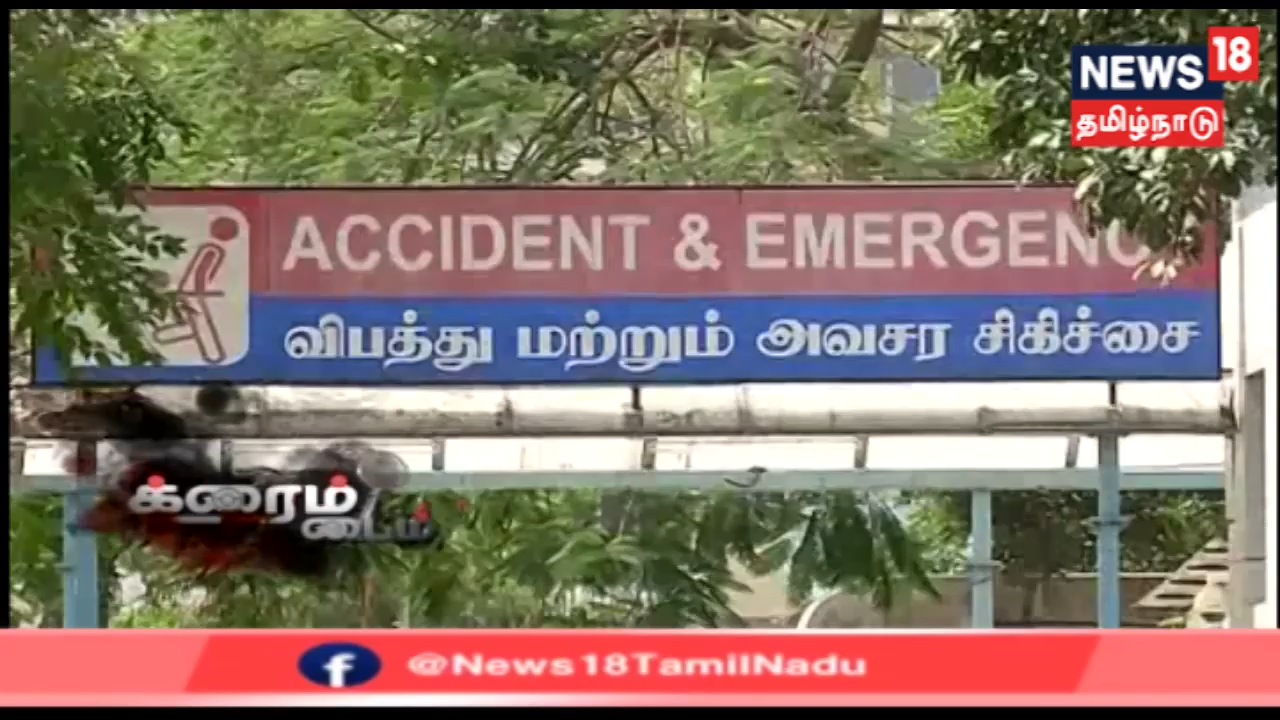 NEWS 18
தமிழ்நாடு
ACCIDENT & EMERGENC
விபத்து மற்றும் அவசர சிகிச்சை
க்ரைம்
டைம்
@News18TamilNadu